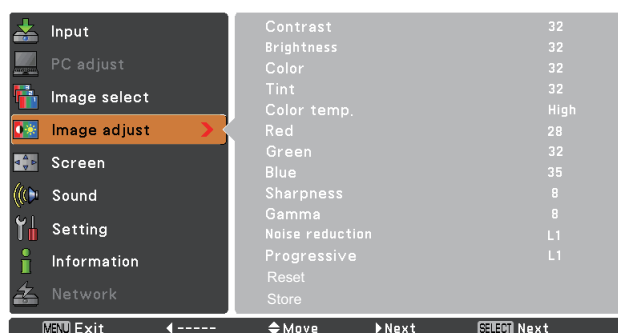 Input
PC adjust
Image select
Image adjust
Screen
Sound
Setting
Information
Network
Contrast 32
Brightness 32
Color 32
Tint 32
Color temp. High
Red 28
Green 32
Blue 35
Sharpness 8
Gamma 8
Noise reduction L1
Progressive L1
Reset
Store
MENU Exit ◀ ----- ◆ Move ▶ Next SELECT Next